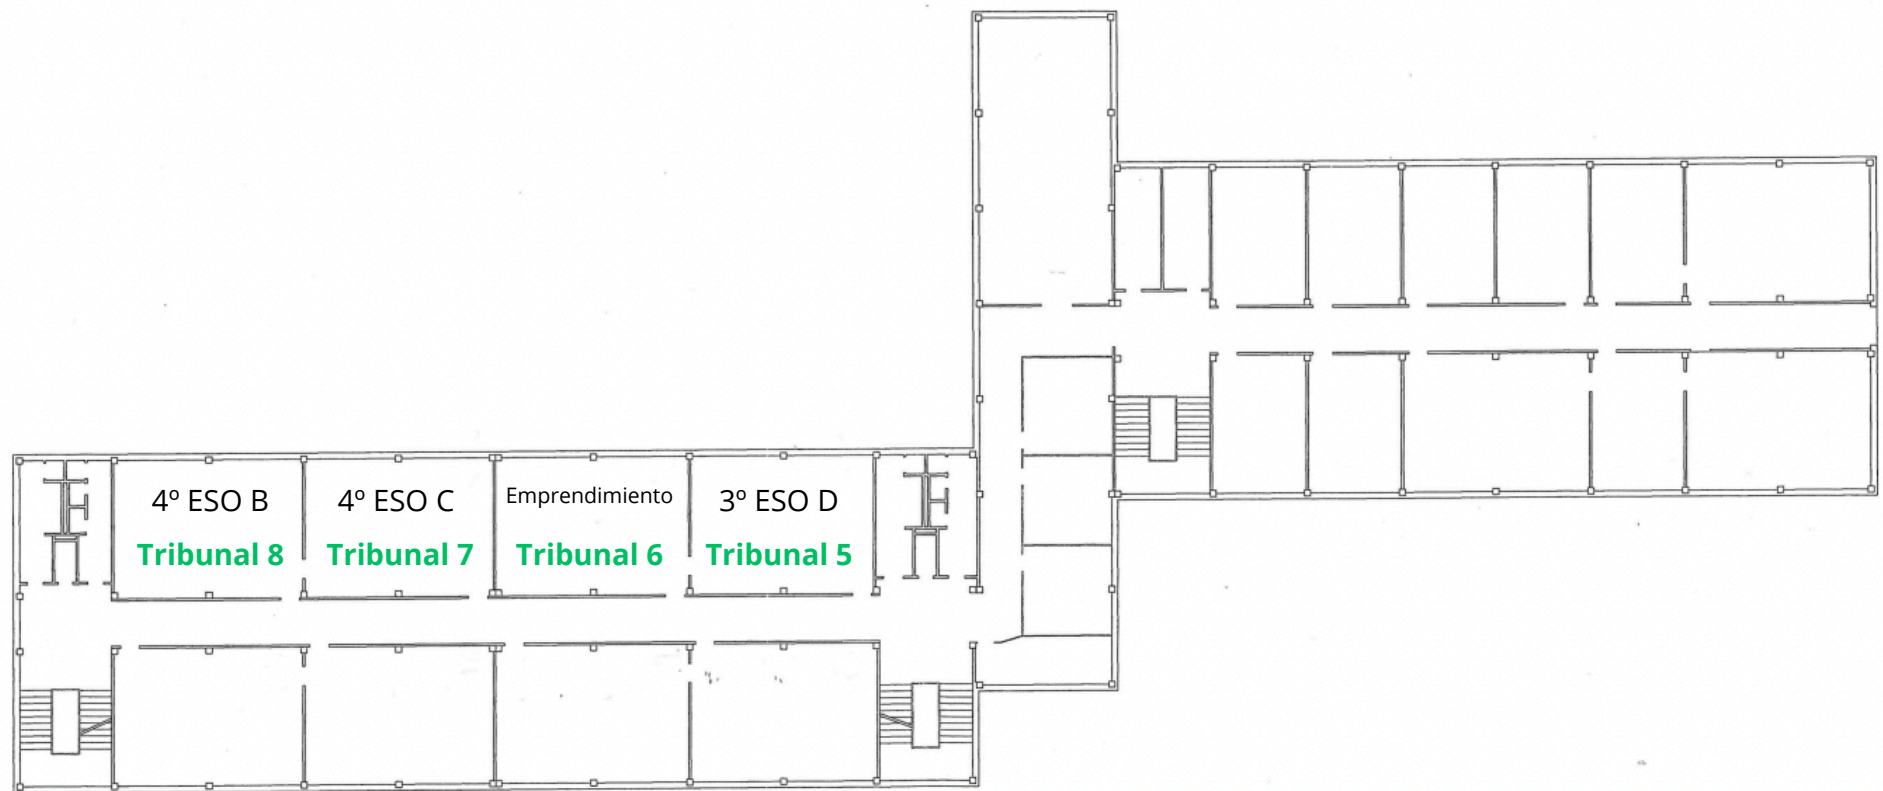 4º ESO B
Tribunal 8
4º ESO C
Tribunal 7
Emprendimiento
Tribunal 6
3º ESO D
Tribunal 5